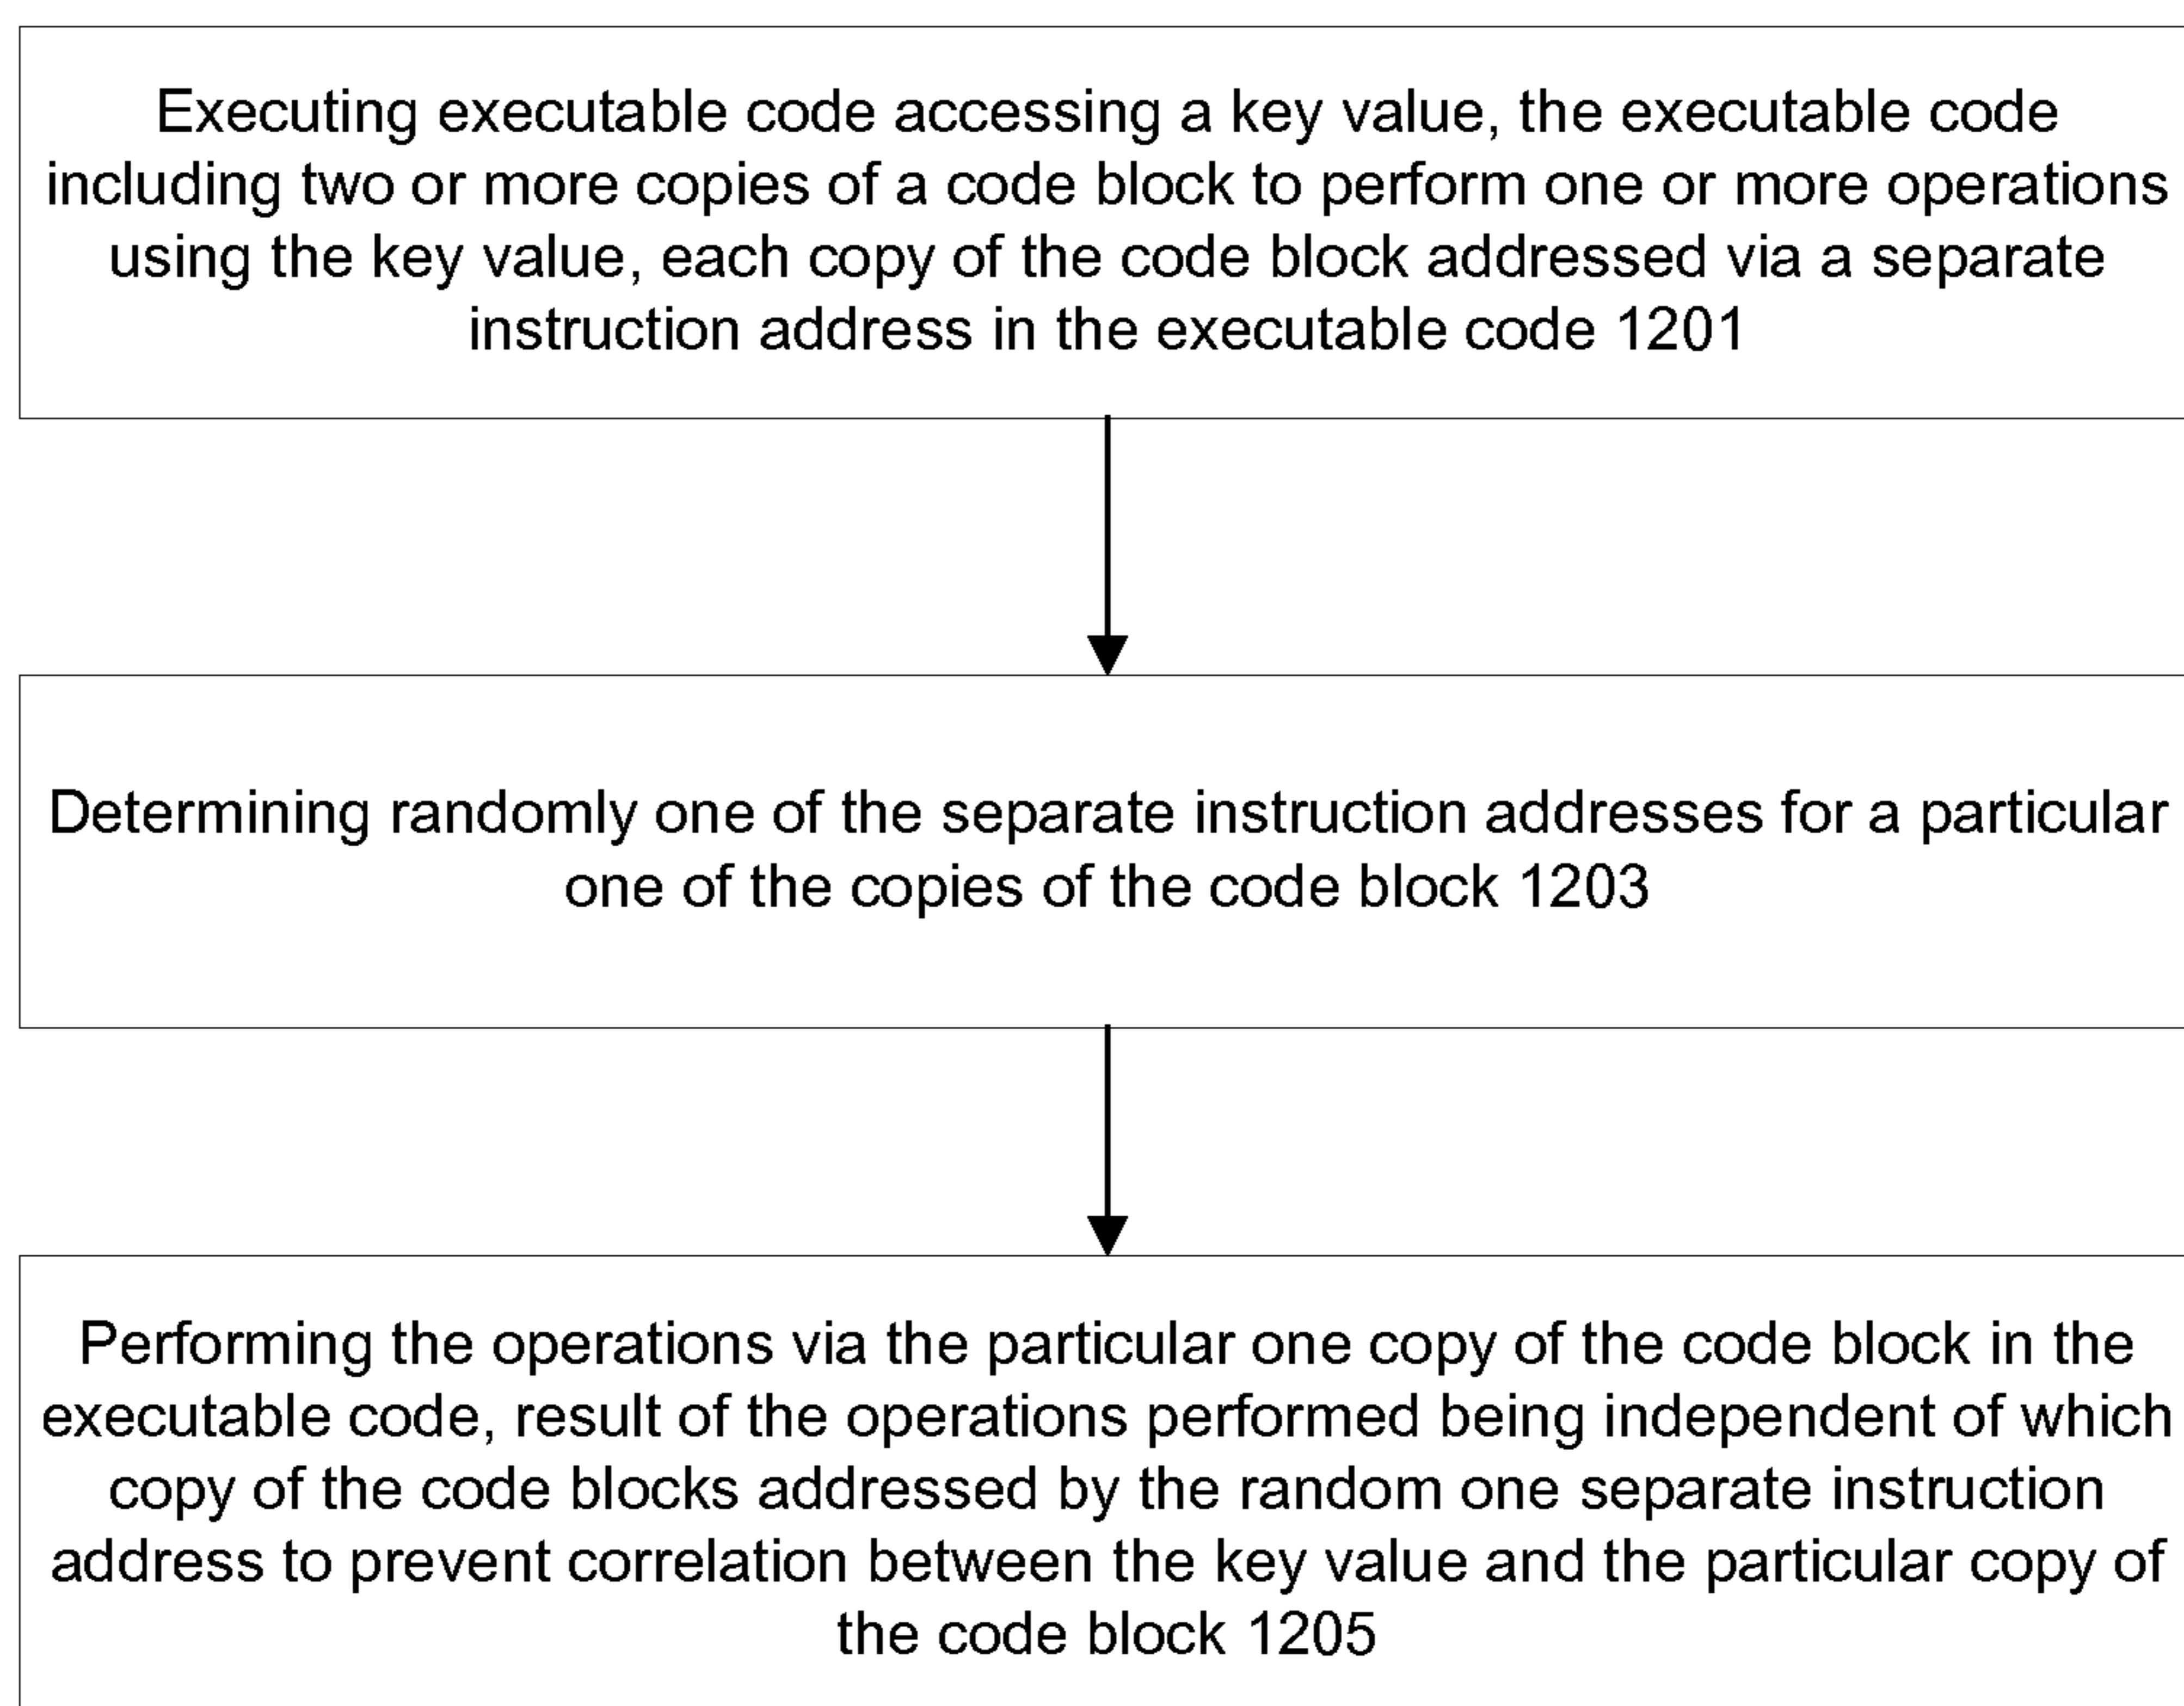 Executing executable code accessing a key value, the executable code
including two or more copies of a code block to perform one or more operations
using the key value, each copy of the code block addressed via a separate
instruction address in the executable code 1201
Determining randomly one of the separate instruction addresses for a particular
one of the copies of the code block 1203
Performing the operations via the particular one copy of the code block in the
executable code, result of the operations performed being independent of which
copy of the code blocks addressed by the random one separate instruction
address to prevent correlation between the key value and the particular copy of
the code block 1205